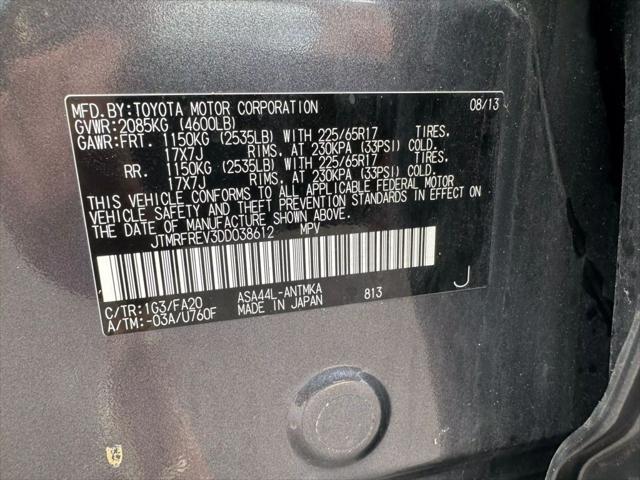 MFD.BY:TOYOTA MOTOR CORPORATION 08/13
GVWR:2085KG (4600LB)
GAWR:FRT. 1150KG (2535LB) WITH 225/65R17 TIRES.
17X7J RIMS. AT 230KPA (33PSI) COLD.
RR. 1150KG (2535LB) WITH 225/65R17 TIRES.
17X7J RIMS. AT 230KPA (33PSI) COLD.
THIS VEHICLE CONFORMS TO ALL APPLICABLE FEDERAL MOTOR
VEHICLE SAFETY AND THEFT PREVENTION STANDARDS IN EFFECT ON
THE DATE OF MANUFACTURE SHOWN ABOVE.
JTMRFREV3DD038612 MPV
C/TR:1G3/FA20 ASA44L-ANTMKA 813 J
A/TM:-03A/U760F MADE IN JAPAN